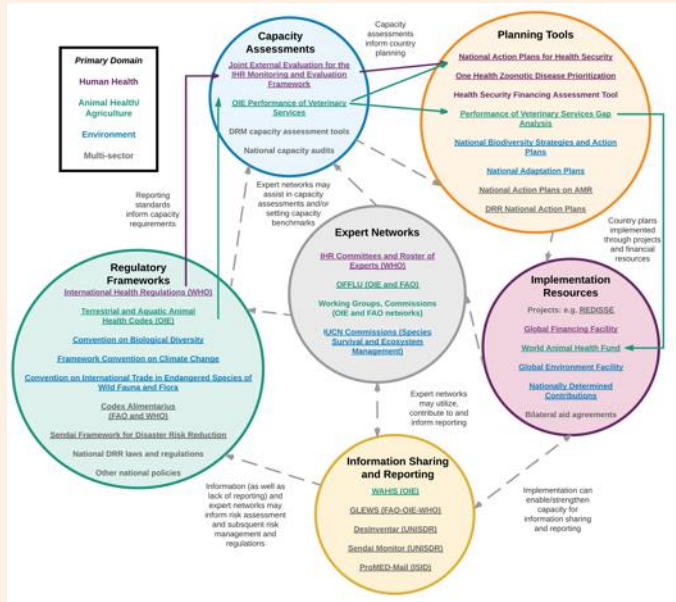 Primary Domain
Human Health
Animal Health/
Agriculture
Environment
Multi-sector
Capacity
Assessments
Joint External Evaluation for the
IHR Monitoring and Evaluation
Framework
OIE Performance of Veterinary
Services
DRM capacity assessment tools
National capacity audits
Capacity
assessments
inform country
planning
Planning Tools
National Action Plans for Health Security
One Health Zoonotic Disease Prioritization
Health Security Financing Assessment Tool
Performance of Veterinary Services Gap
Analysis
National Biodiversity Strategies and Action
Plans
National Adaptation Plans
National Action Plans on AMR
DRR National Action Plans
Reporting
standards
inform capacity
requirements
Expert networks may
assist in capacity
assessments and/or
setting capacity
benchmarks
Country plans
implemented
through projects
and financial
resources
Expert Networks
IHR Committees and Roster of
Experts (WHO)
OFFLU (OIE and FAO)
Working Groups, Commissions
(OIE and FAO networks)
IUCN Commissions (Species
Survival and Ecosystem
Management)
Regulatory
Frameworks
International Health Regulations (WHO)
Terrestrial and Aquatic Animal
Health Codes (OIE)
Convention on Biological Diversity
Framework Convention on Climate Change
Convention on International Trade in Endangered Species of
Wild Fauna and Flora
Codex Alimentarius
(FAO and WHO)
Sendai Framework for Disaster Risk Reduction
National DRR laws and regulations
Other national policies
Implementation
Resources
Projects: e.g. REDISSE
Global Financing Facility
World Animal Health Fund
Global Environment Facility
Nationally Determined
Contributions
Bilateral aid agreements
Expert networks
may utilize,
contribute to and
inform reporting
Information Sharing
and Reporting
WAHIS (OIE)
GLEWS (FAO-OIE-WHO)
DesInventar (UNISDR)
Sendai Monitor (UNISDR)
ProMED-Mail (ISID)
Information (as well as
lack of reporting) and
expert networks may
inform risk assessment
and subsquent risk
management and
regulations
Implementation can
enable/strengthen
capacity for
information sharing
and reporting